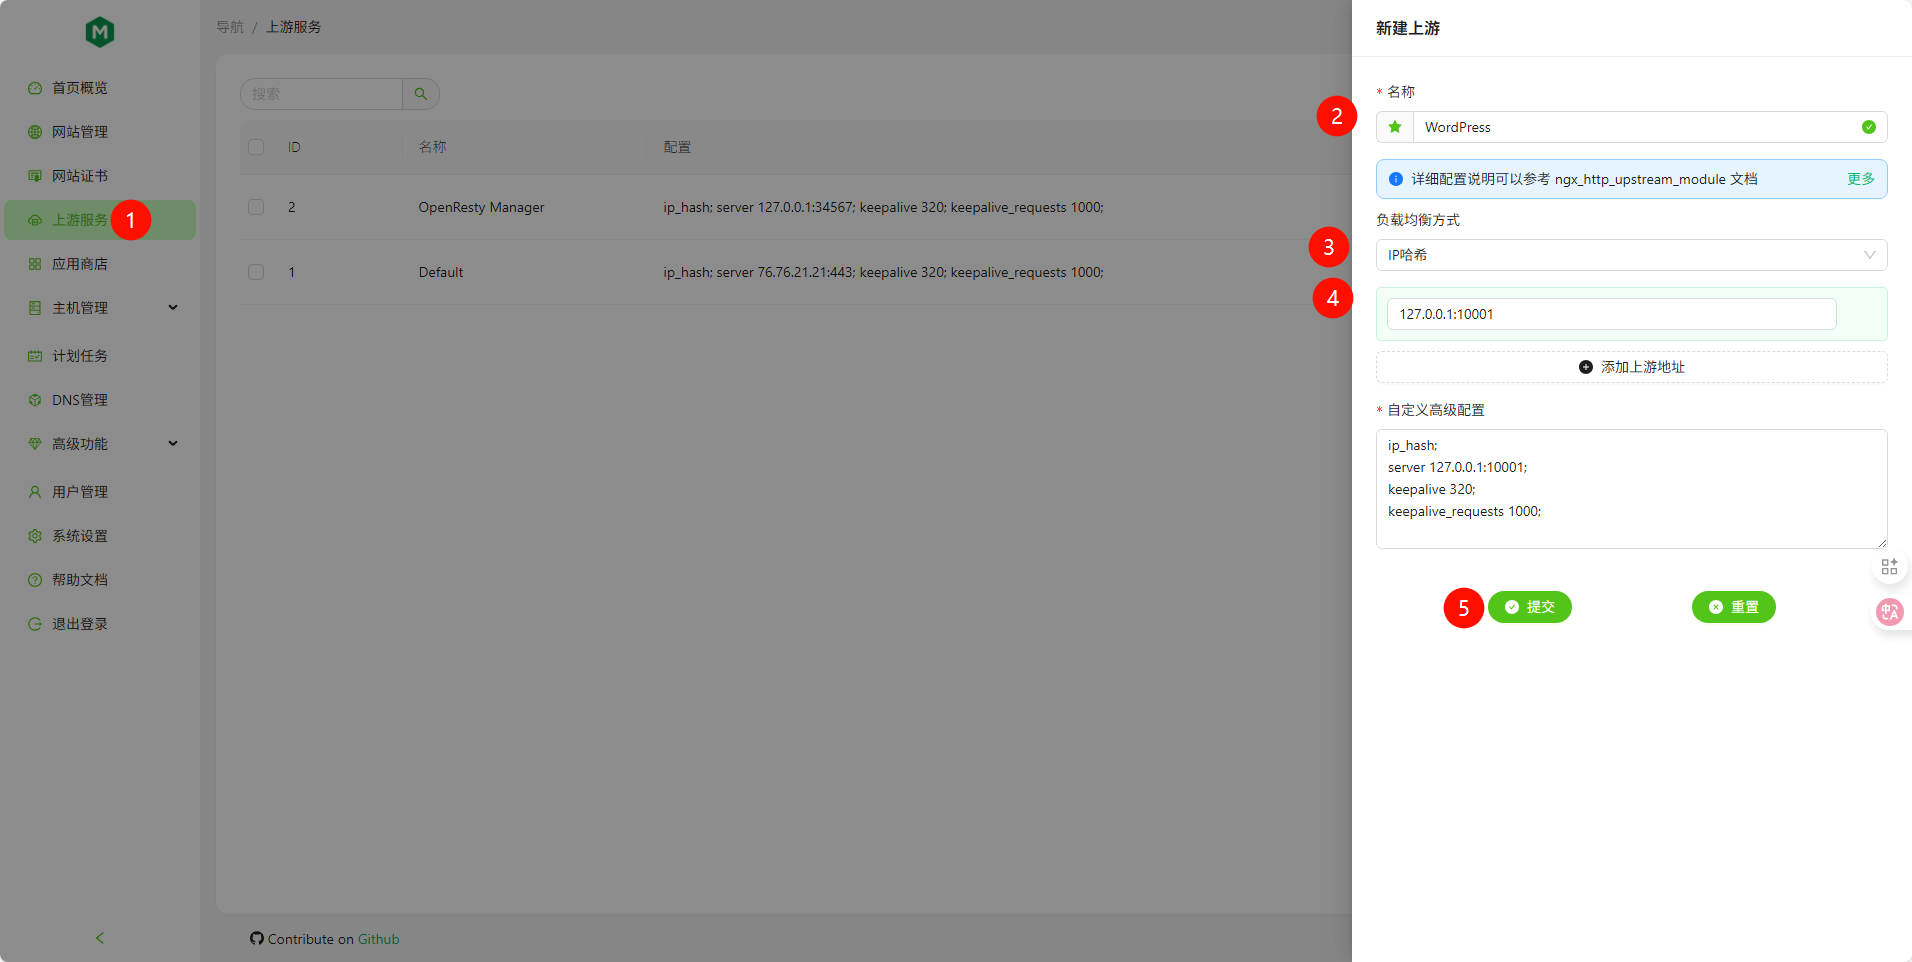 M
首页概览
网站管理
网站证书
上游服务
1
应用商店
主机管理
计划任务
DNS管理
高级功能
用户管理
系统设置
帮助文档
退出登录
导航 / 上游服务
搜索
ID 名称 配置
2 OpenResty Manager ip_hash; server 127.0.0.1:34567; keepalive 320; keepalive_requests 1000;
1 Default ip_hash; server 76.76.21.21:443; keepalive 320; keepalive_requests 1000;
Contribute on Github
新建上游
* 名称
2
WordPress
详细配置说明可以参考 ngx_http_upstream_module 文档 更多
负载均衡方式
3
IP哈希
4
127.0.0.1:10001
添加上游地址
* 自定义高级配置
ip_hash;
server 127.0.0.1:10001;
keepalive 320;
keepalive_requests 1000;
5
提交
重置
中A